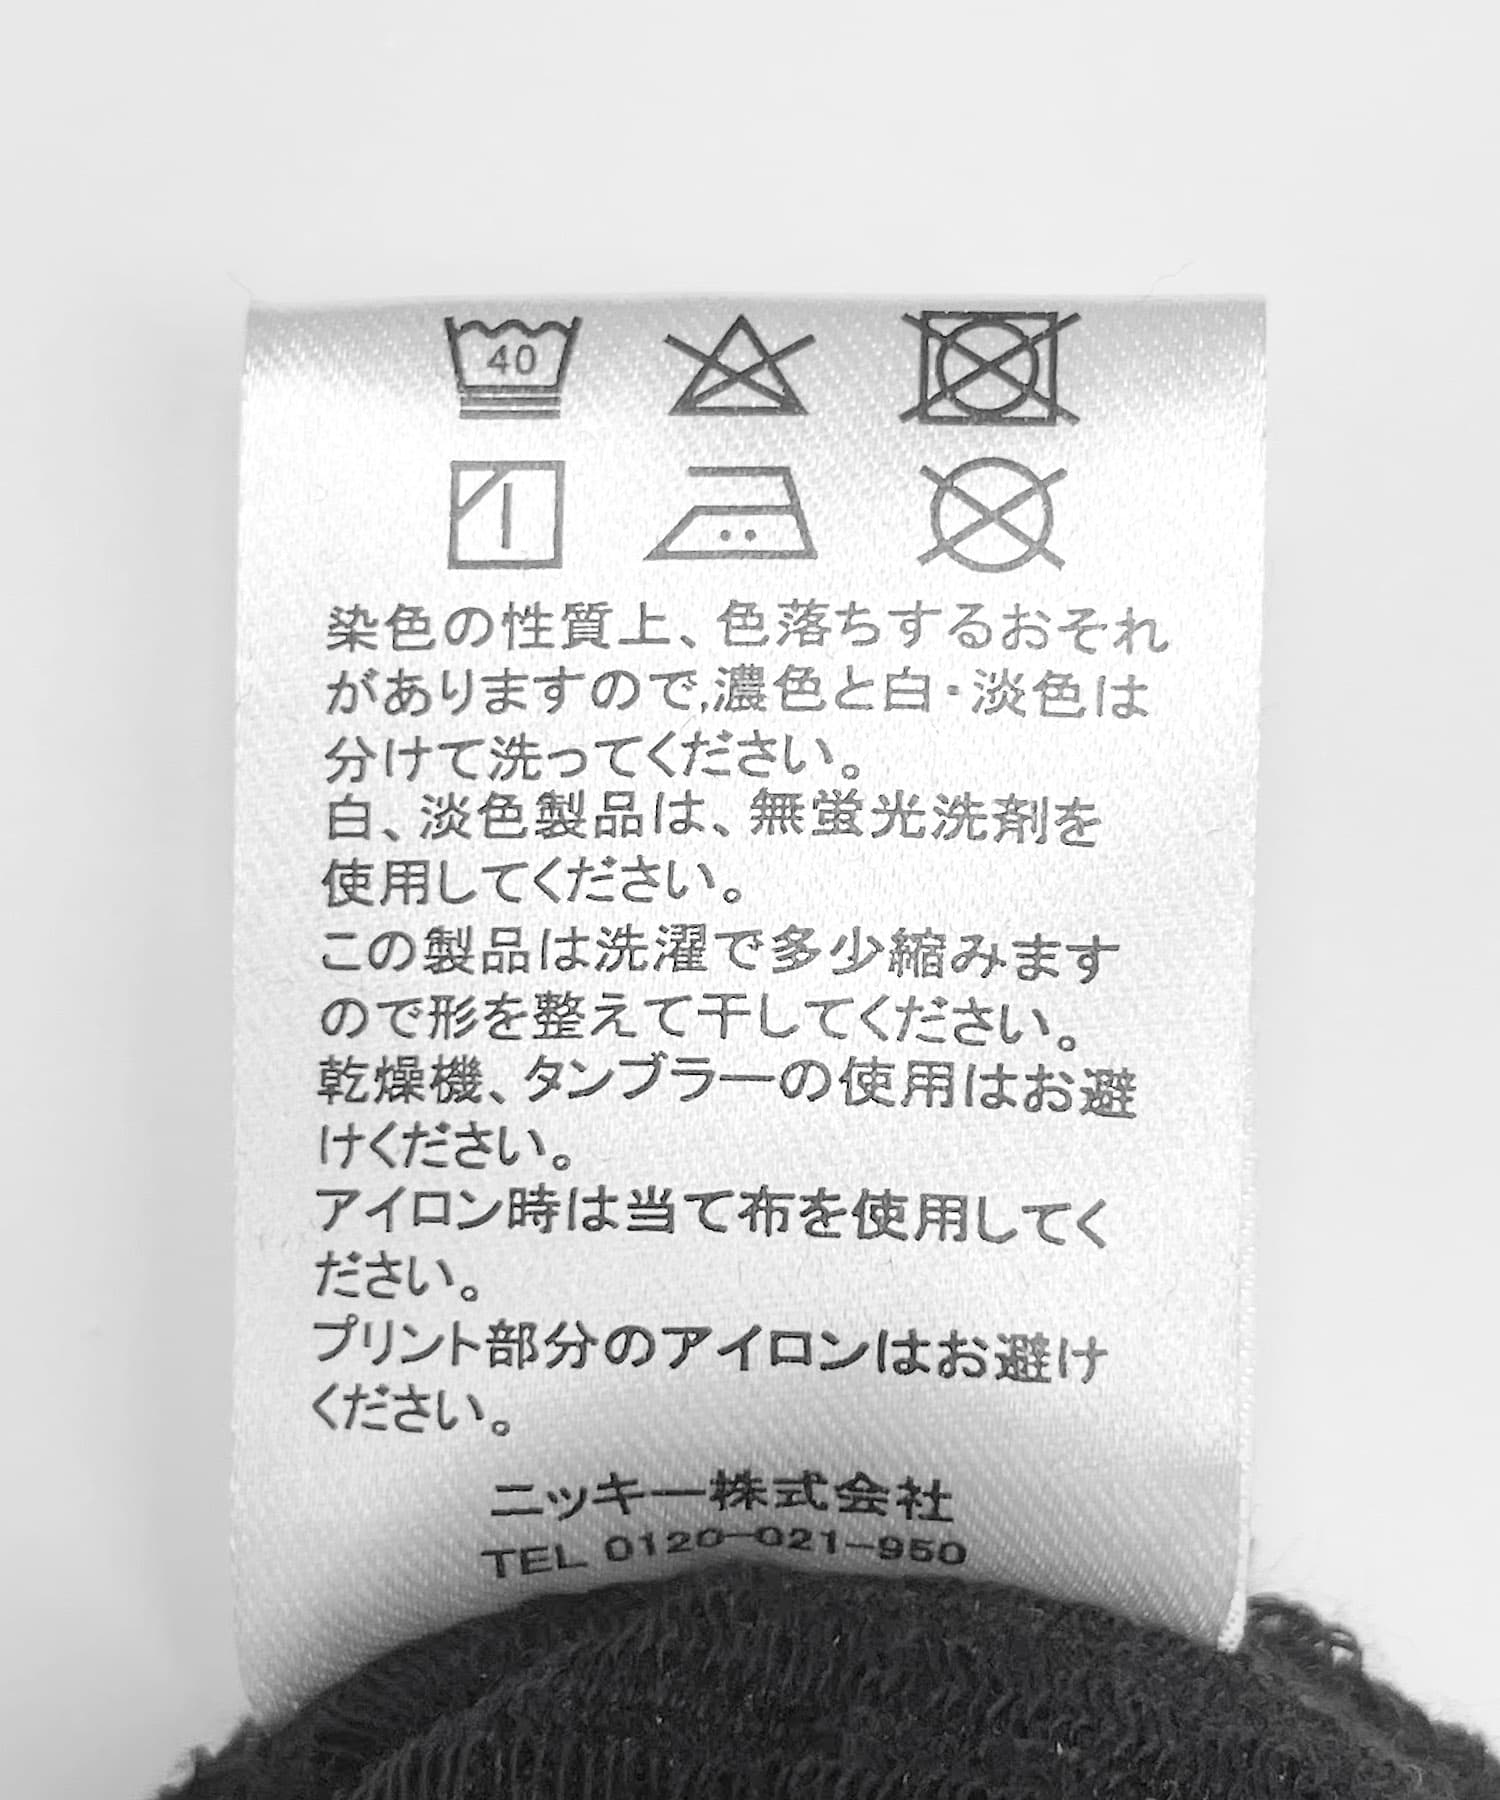 40
染色の性質上、色落ちするおそれ
がありますので,濃色と白・淡色は
分けて洗ってください。
白、淡色製品は、無蛍光洗剤を
使用してください。
この製品は洗濯で多少縮みます
ので形を整えて干してください。
乾燥機、タンブラーの使用はお避
けください。
アイロン時は当て布を使用してく
ださい。
プリント部分のアイロンはお避け
ください。
ニッキー株式会社
TEL 0120-021-950